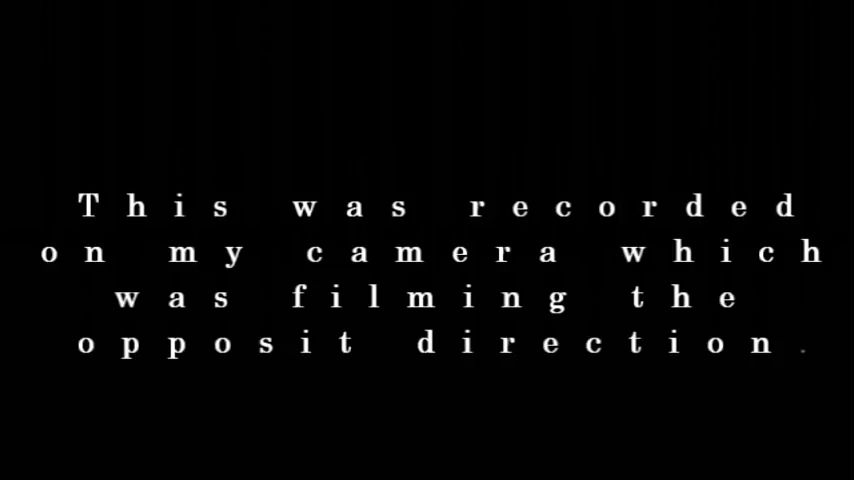 This was recorded
on my camera which
was filming the
opposit direction.